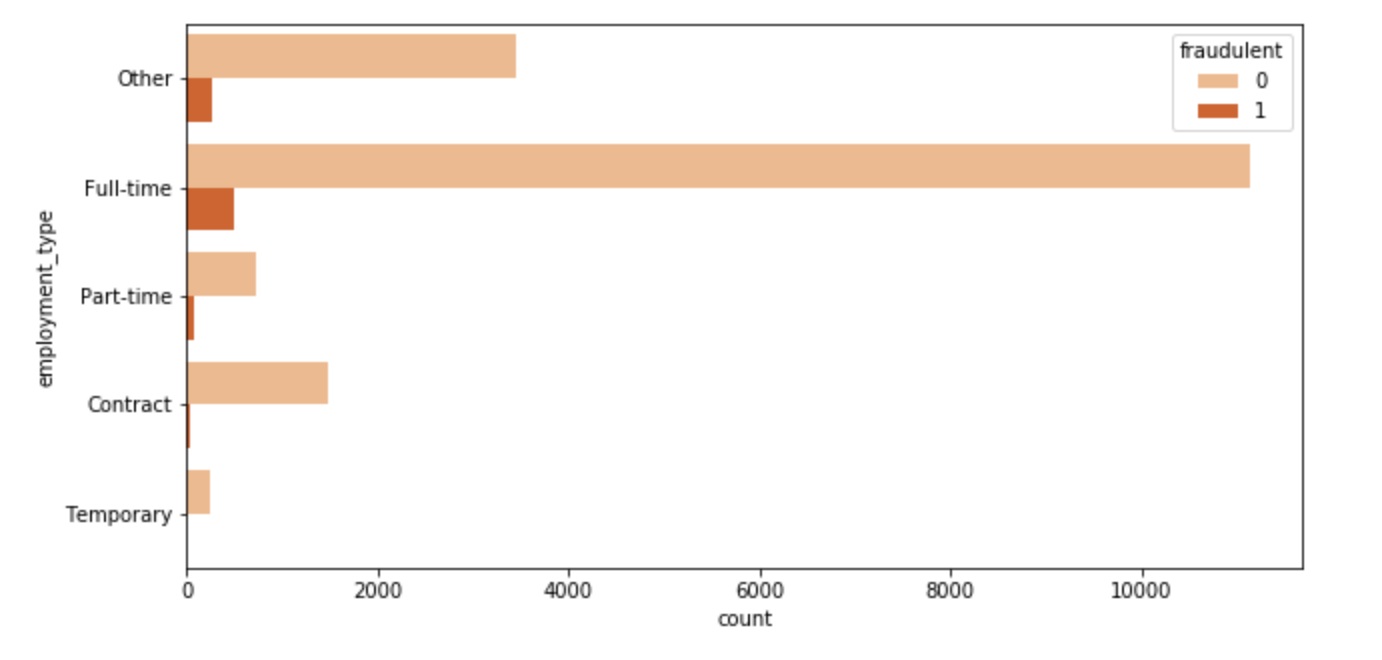 fraudulent
0
1
Other
Full-time
Part-time
Contract
Temporary
employment_type
0 2000 4000 6000 8000 10000
count